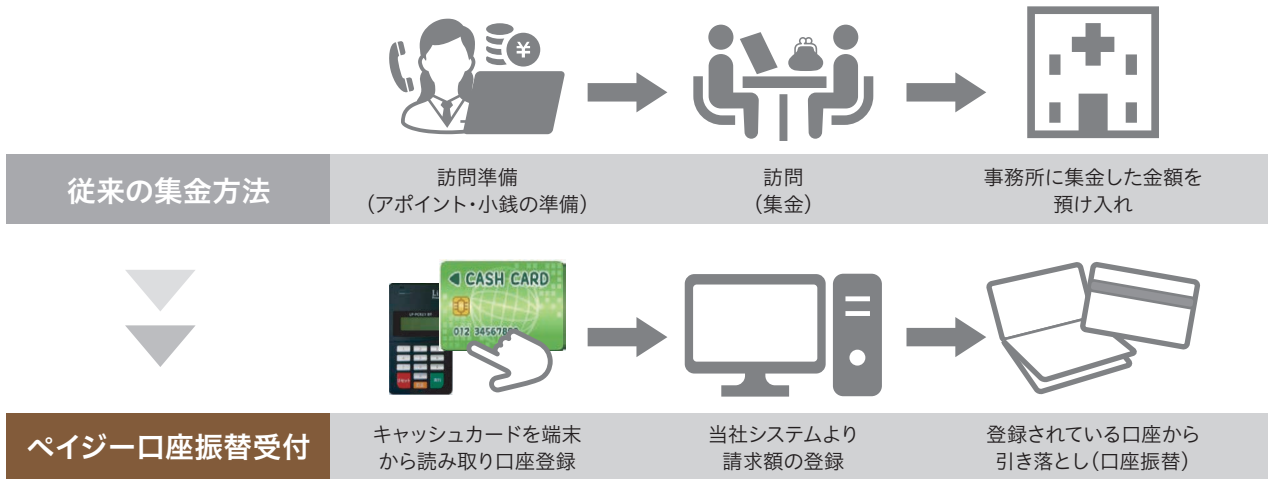 ¥
従来の集金方法
訪問準備
（アポイント・小銭の準備）
訪問
（集金）
事務所に集金した金額を
預け入れ
CASH CARD
ペイジー口座振替受付
キャッシュカードを端末
から読み取り口座登録
当社システムより
請求額の登録
登録されている口座から
引き落とし（口座振替）